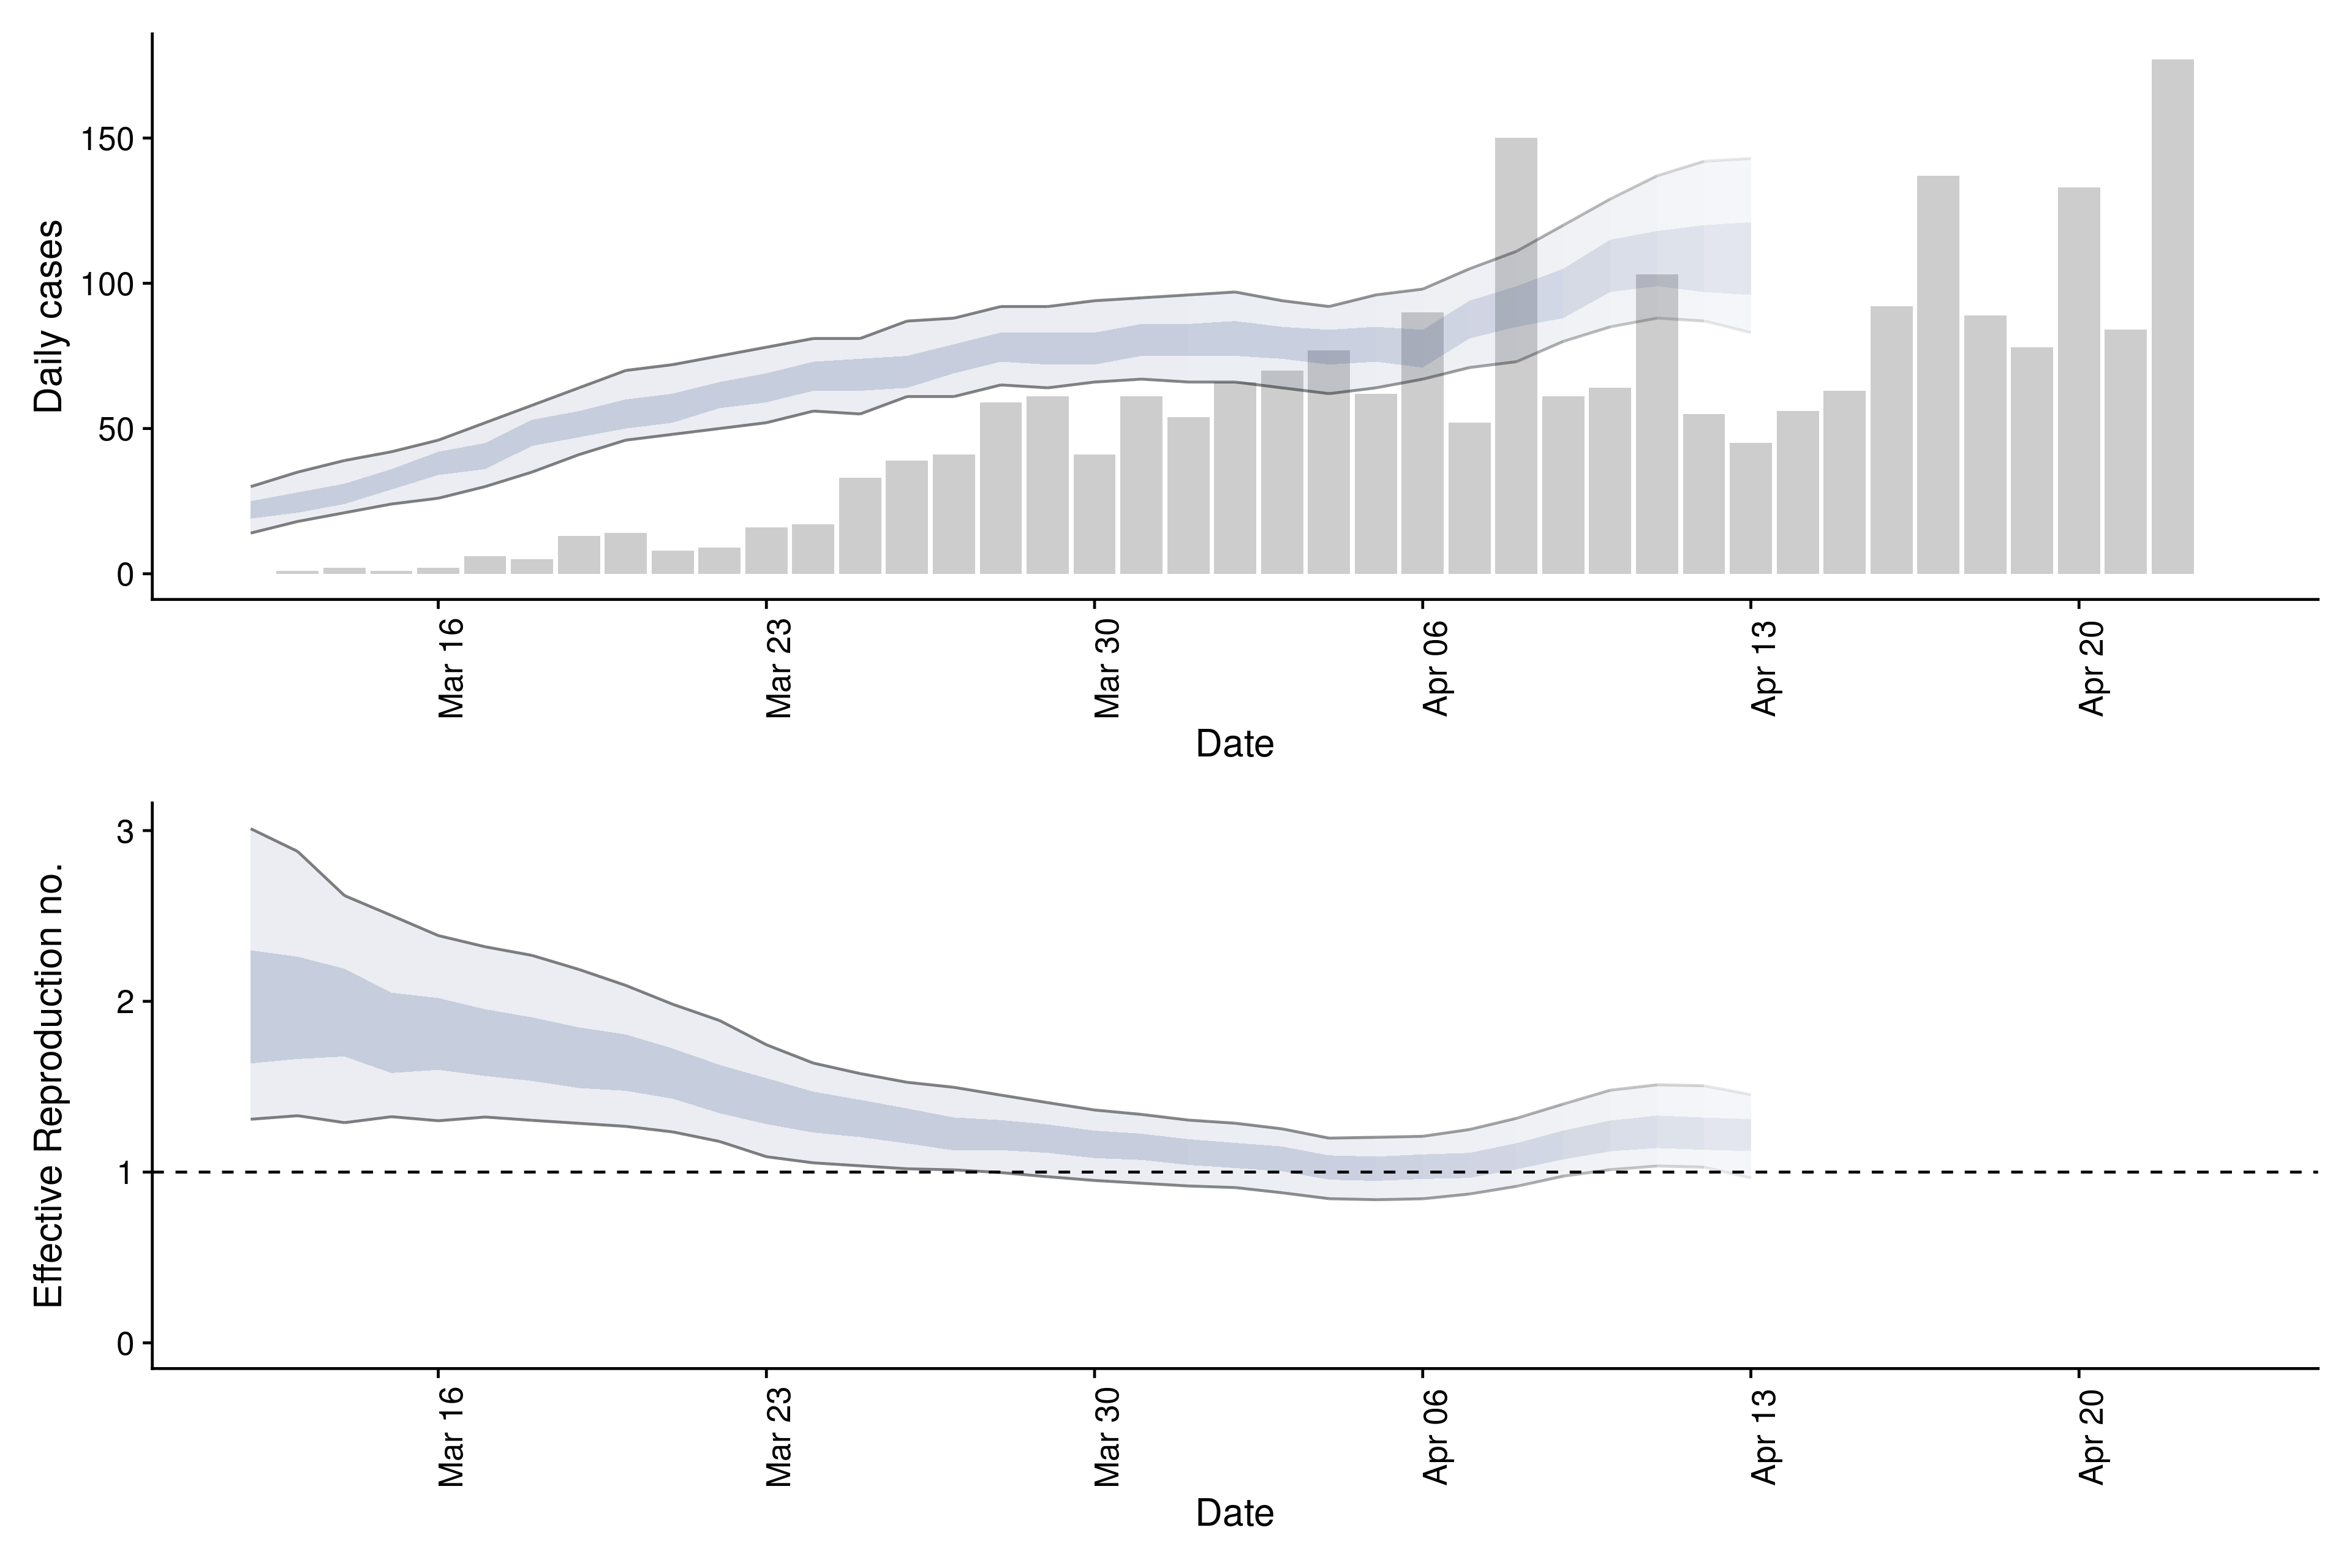 Daily cases
150
100
50
0
Mar 16
Mar 23
Mar 30
Apr 06
Apr 13
Apr 20
Date
Effective Reproduction no.
3
2
1
0
Mar 16
Mar 23
Mar 30
Apr 06
Apr 13
Apr 20
Date